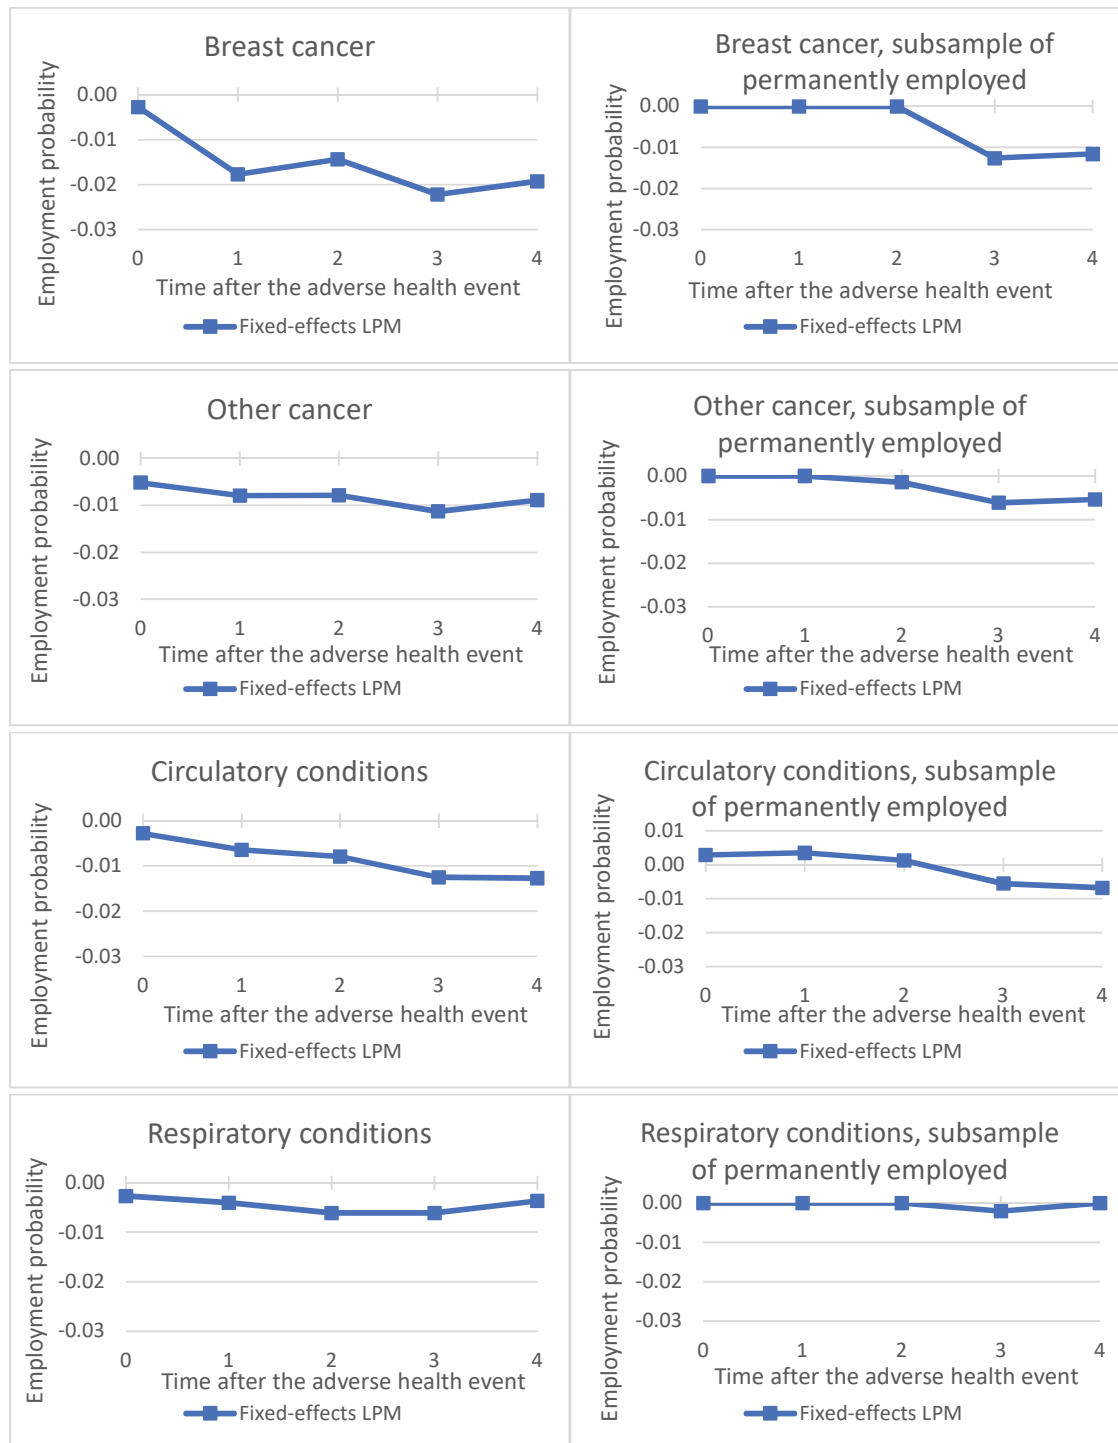 Breast cancer
Employment probability
0.00
-0.01
-0.02
-0.03
0 1 2 3 4
Time after the adverse health event
Fixed-effects LPM
Breast cancer, subsample of
permanently employed
Employment probability
0.00
-0.01
-0.02
-0.03
0 1 2 3 4
Time after the adverse health event
Fixed-effects LPM
Other cancer
Employment probability
0.00
-0.01
-0.02
-0.03
0 1 2 3 4
Time after the adverse health event
Fixed-effects LPM
Other cancer, subsample of
permanently employed
Employment probability
0.00
-0.01
-0.02
-0.03
0 1 2 3 4
Time after the adverse health event
Fixed-effects LPM
Circulatory conditions
Employment probability
0.00
-0.01
-0.02
-0.03
0 1 2 3 4
Time after the adverse health event
Fixed-effects LPM
Circulatory conditions, subsample
of permanently employed
Employment probability
0.01
0.00
-0.01
-0.02
-0.03
0 1 2 3 4
Time after the adverse health event
Fixed-effects LPM
Respiratory conditions
Employment probability
0.00
-0.01
-0.02
-0.03
0 1 2 3 4
Time after the adverse health event
Fixed-effects LPM
Respiratory conditions, subsample
of permanently employed
Employment probability
0.00
-0.01
-0.02
-0.03
0 1 2 3 4
Time after the adverse health event
Fixed-effects LPM